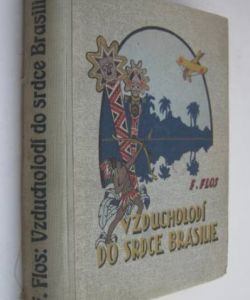 F. Flos: Vzducholodí do srdce Brasilie
F. FLOS
VZDUCHOLODÍ
DO SRDCE BRASILIE